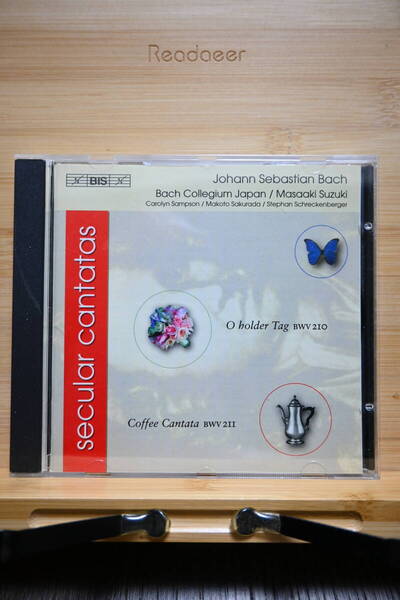 Readaeer
Johann Sebastian Bach
BIS
Bach Collegium Japan / Masaaki Suzuki
Carolyn Sampson / Makoto Sakurada / Stephan Schreckenberger
secular cantatas
O holder Tag BWV 210
Coffee Cantata BWV 211